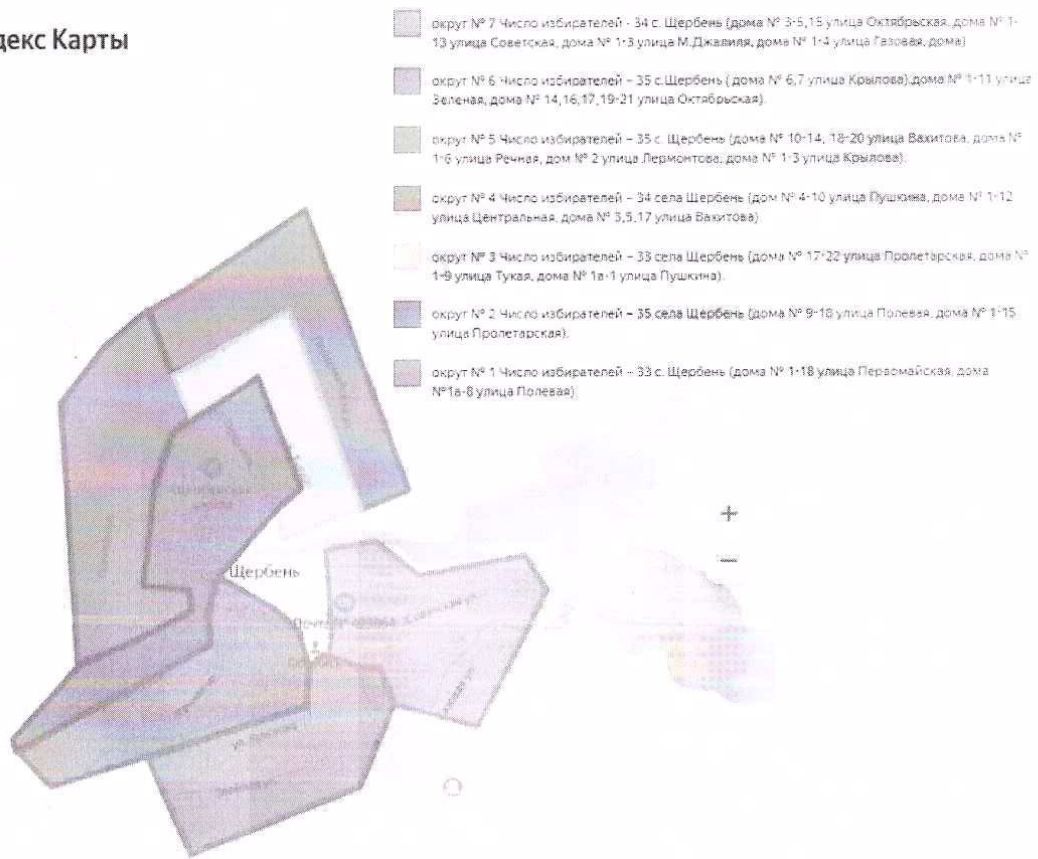 декс Карты
округ № 7 Число избирателей - 34 с. Щербень (дома № 3-5,15 улица Октябрьская, дома № 1-
13 улица Советская, дома № 1-3 улица М.Джалиля, дома № 1-4 улица Газовая, дома)
округ № 6 Число избирателей – 35 с.Щербень ( дома № 6,7 улица Крылова),дома № 1-11 улица
Зеленая, дома № 14,16,17,19-21 улица Октябрьская).
округ № 5 Число избирателей – 35 с. Щербень (дома № 10-14, 18-20 улица Вахитова, дома №
1-6 улица Речная, дом № 2 улица Лермонтова, дома № 1-3 улица Крылова).
округ № 4 Число избирателей – 34 села Щербень (дом № 4-10 улица Пушкина, дома № 1-12
улица Центральная, дома № 3,5,17 улица Вахитова)
округ № 3 Число избирателей – 33 села Щербень (дома № 17-22 улица Пролетарская, дома №
1-9 улица Тукая, дома № 1а-1 улица Пушкина).
округ № 2 Число избирателей – 35 села Щербень (дома № 9-18 улица Полевая, дома № 1-15
улица Пролетарская).
округ № 1 Число избирателей – 33 с. Щербень (дома № 1-18 улица Первомайская, дома
№1а-8 улица Полевая)
+
Щербень
—
Почта №
ул.